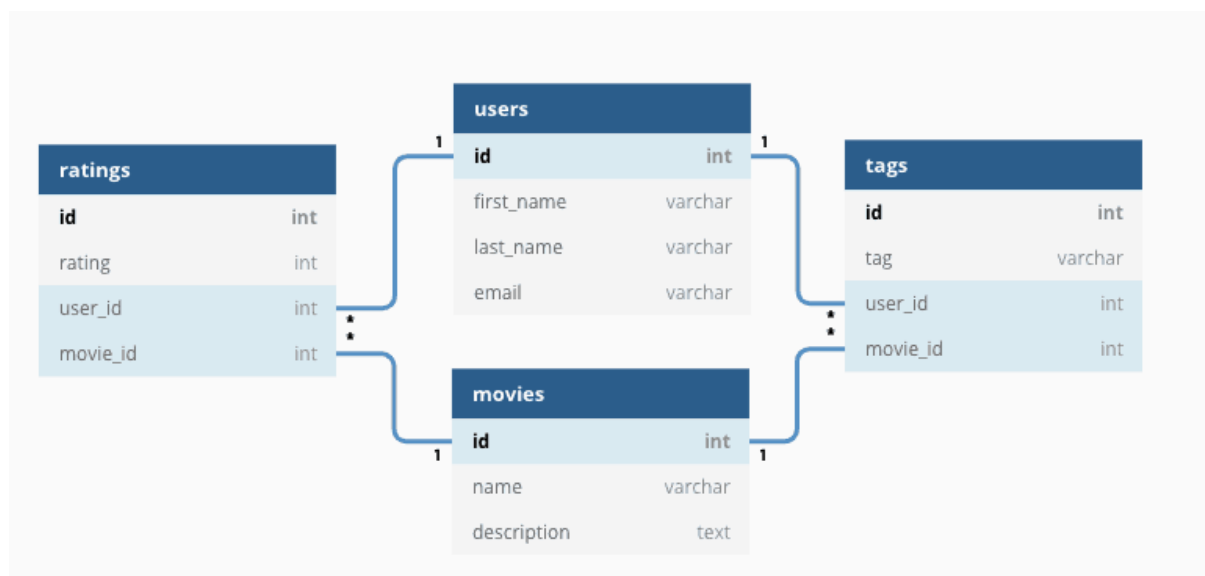 users
1
id int
1
first_name varchar
last_name varchar
email varchar
ratings
id int
rating int
user_id int
*
*
movie_id int
tags
id int
tag varchar
*
user_id int
*
movie_id int
movies
id int
1
1
name varchar
description text